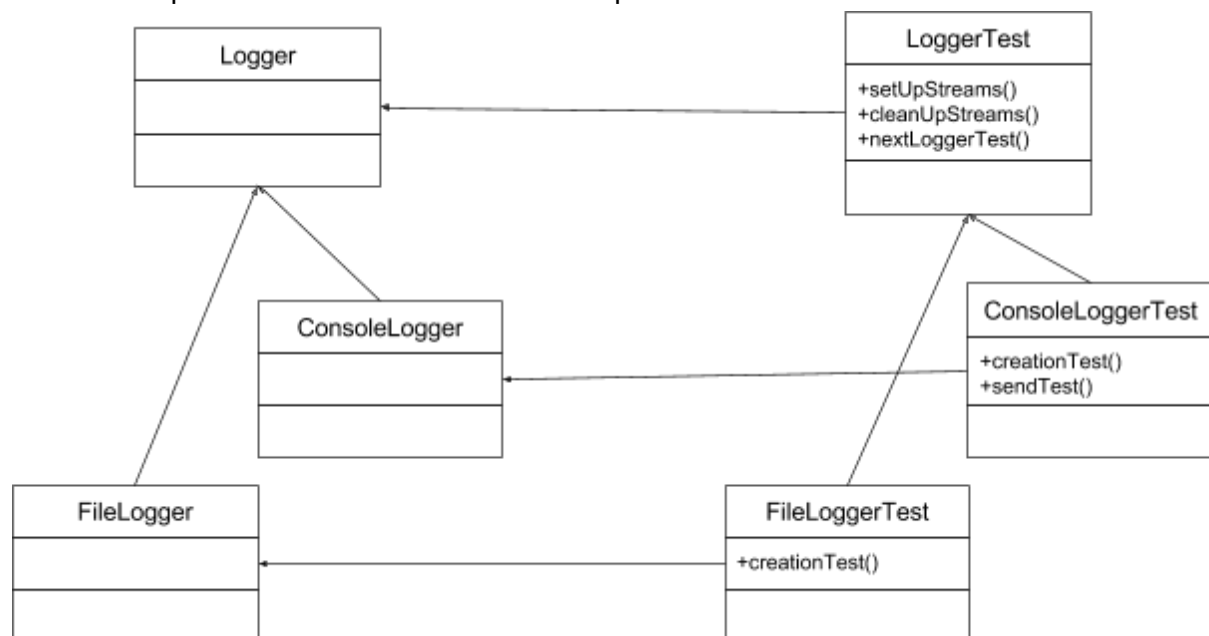 Logger
LoggerTest
+setUpStreams()
+cleanUpStreams()
+nextLoggerTest()
ConsoleLogger
ConsoleLoggerTest
+creationTest()
+sendTest()
FileLogger
FileLoggerTest
+creationTest()